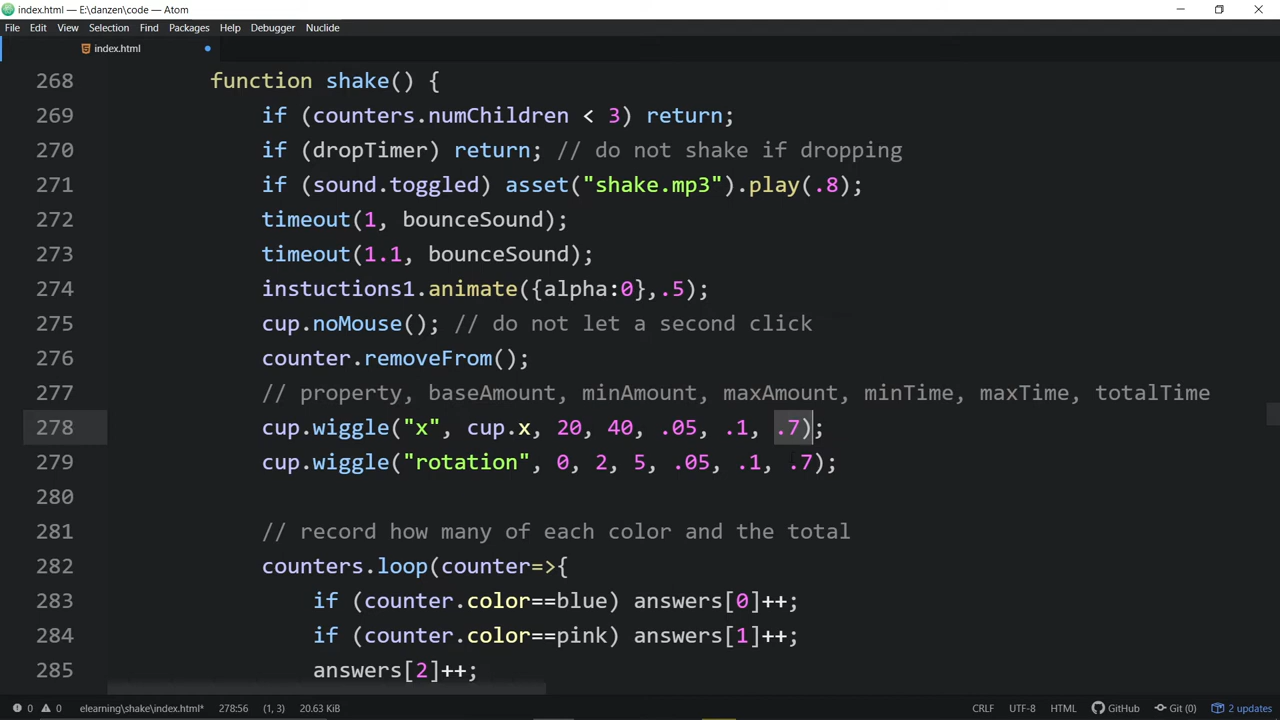 index.html — E:\danzen\code — Atom
File Edit View Selection Find Packages Help Debugger Nuclide
index.html
268 function shake() {
269 if (counters.numChildren < 3) return;
270 if (dropTimer) return; // do not shake if dropping
271 if (sound.toggled) asset("shake.mp3").play(.8);
272 timeout(1, bounceSound);
273 timeout(1.1, bounceSound);
274 instuctions1.animate({alpha:0},.5);
275 cup.noMouse(); // do not let a second click
276 counter.removeFrom();
277 // property, baseAmount, minAmount, maxAmount, minTime, maxTime, totalTime
278 cup.wiggle("x", cup.x, 20, 40, .05, .1, .7);
279 cup.wiggle("rotation", 0, 2, 5, .05, .1, .7);
280
281 // record how many of each color and the total
282 counters.loop(counter=>{
283 if (counter.color==blue) answers[0]++;
284 if (counter.color==pink) answers[1]++;
285 answers[2]++;
0 0 elearning\shake\index.html* 278:56 (1, 3) 20.63 KiB CRLF UTF-8 HTML GitHub Git (0) 2 updates